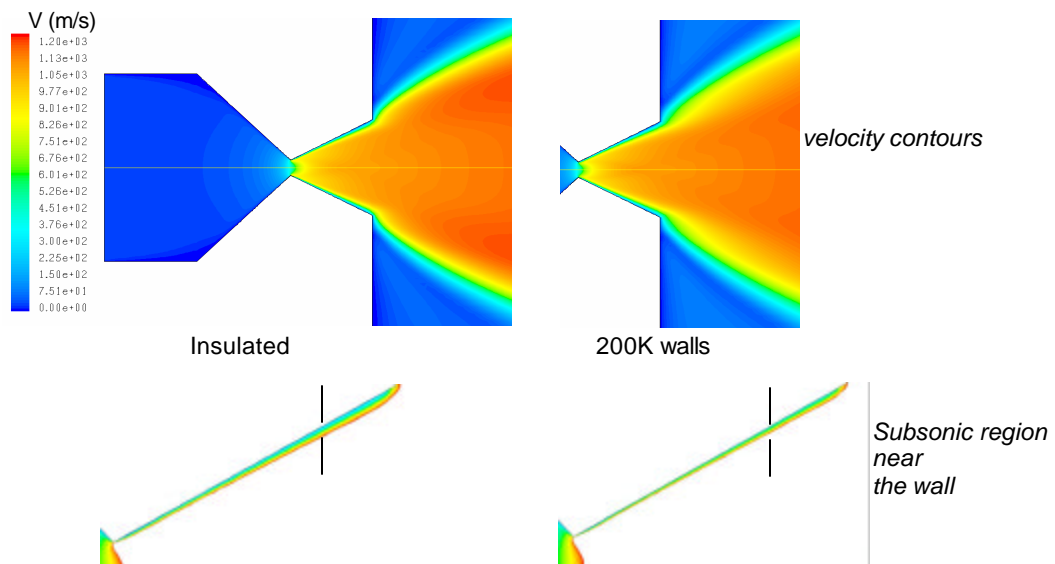 V (m/s)
1.20e+03
1.13e+03
1.05e+03
9.77e+02
9.01e+02
8.26e+02
7.51e+02
6.76e+02
6.01e+02
5.26e+02
4.51e+02
3.76e+02
3.00e+02
2.25e+02
1.50e+02
7.51e+01
0.00e+00
velocity contours
Insulated
200K walls
Subsonic region
near
the wall